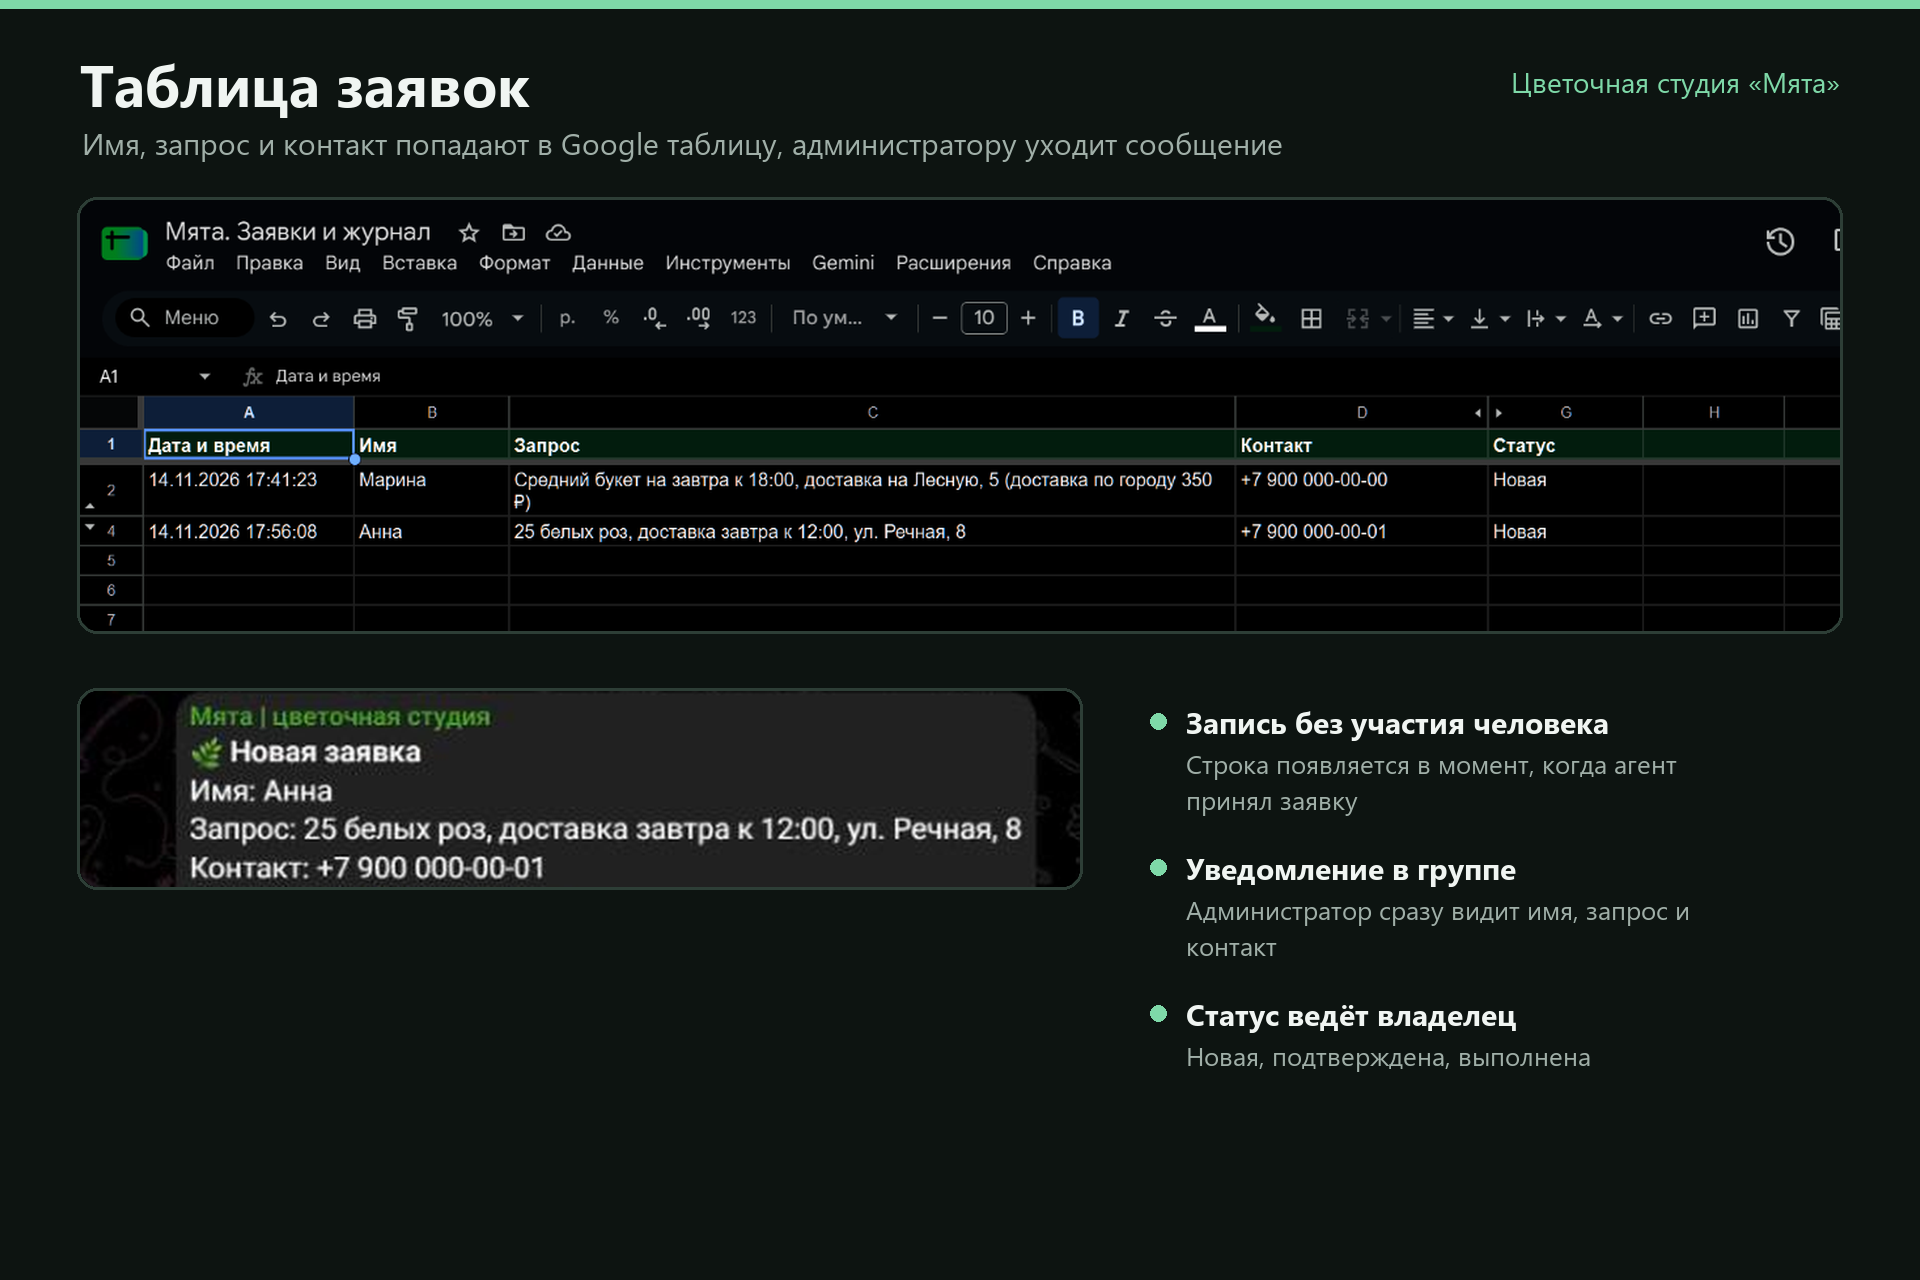 Таблица заявок
Цветочная студия «Мята»
Имя, запрос и контакт попадают в Google таблицу, администратору уходит сообщение
Мята. Заявки и журнал
Файл Правка Вид Вставка Формат Данные Инструменты Gemini Расширения Справка
Меню 100% р. % .0 .00 123 По ум... 10 B I A A
A1 fx Дата и время
A B C D G H
1 Дата и время Имя Запрос Контакт Статус
2 14.11.2026 17:41:23 Марина Средний букет на завтра к 18:00, доставка на Лесную, 5 (доставка по городу 350 +7 900 000-00-00 Новая
₽)
4 14.11.2026 17:56:08 Анна 25 белых роз, доставка завтра к 12:00, ул. Речная, 8 +7 900 000-00-01 Новая
5
6
7
Мята | цветочная студия
Новая заявка
Имя: Анна
Запрос: 25 белых роз, доставка завтра к 12:00, ул. Речная, 8
Контакт: +7 900 000-00-01
Запись без участия человека
Строка появляется в момент, когда агент
принял заявку
Уведомление в группе
Администратор сразу видит имя, запрос и
контакт
Статус ведёт владелец
Новая, подтверждена, выполнена